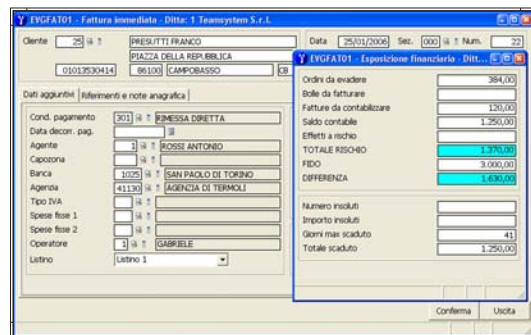 EVGFAT01 - Fattura immediata - Ditta: 1 Teamsystem S.r.l.
Cliente 25 PRESUTTI FRANCO Data 25/01/2006 Sez. 000 Num. 22
PIAZZA DELLA REPUBBLICA
01013530414 86100 CAMPOBASSO CB
Dati aggiuntivi Riferimenti e note anagrafica
Cond. pagamento 301 RIMESSA DIRETTA
Data decorr. pag.
Agente 1 ROSSI ANTONIO
Capozona
Banca 1025 SAN PAOLO DI TORINO
Agenzia 41130 AGENZIA DI TERMOLI
Tipo IVA
Spese fisse 1
Spese fisse 2
Operatore 1 GABRIELE
Listino Listino 1
EVGFAT01 - Esposizione finanziaria - Ditt...
Ordini da evadere 384,00
Bolle da fatturare
Fatture da contabilizzare 120,00
Saldo contabile 1.250,00
Effetti a rischio
TOTALE RISCHIO 1.370,00
FIDO 3.000,00
DIFFERENZA 1.630,00
Numero insoluti
Importo insoluti
Giorni max scaduto 41
Totale scaduto 1.250,00
Conferma Uscita